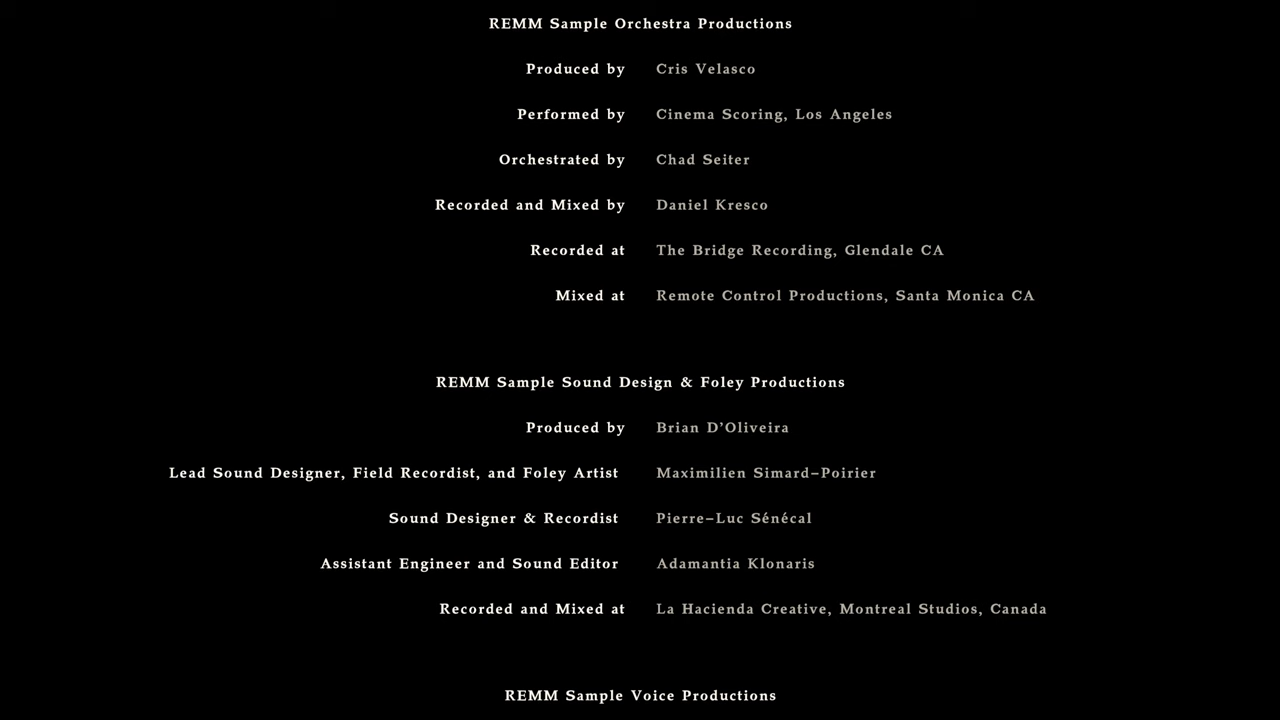 REMM Sample Orchestra Productions
Produced by Cris Velasco
Performed by Cinema Scoring, Los Angeles
Orchestrated by Chad Seiter
Recorded and Mixed by Daniel Kresco
Recorded at The Bridge Recording, Glendale CA
Mixed at Remote Control Productions, Santa Monica CA
REMM Sample Sound Design & Foley Productions
Produced by Brian D’Oliveira
Lead Sound Designer, Field Recordist, and Foley Artist Maximilien Simard–Poirier
Sound Designer & Recordist Pierre–Luc Sénécal
Assistant Engineer and Sound Editor Adamantia Klonaris
Recorded and Mixed at La Hacienda Creative, Montreal Studios, Canada
REMM Sample Voice Productions